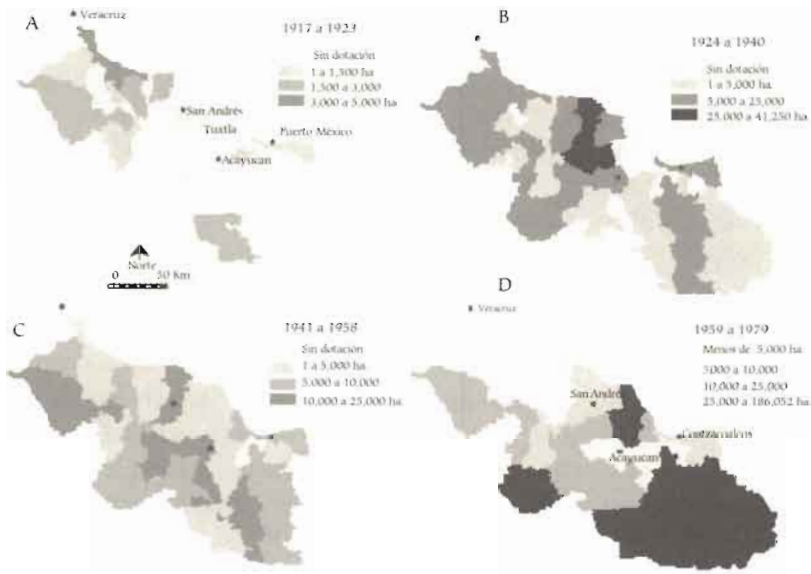 A
Veracruz
1917 a 1923
Sin dotación
1 a 1,500 ha
1,500 a 3,000
3,000 a 5,000 ha
San Andrés
Tuxtla
Puerto México
Acayucan
Norte
0 50 Km
B
1924 a 1940
Sin dotación
1 a 5,000 ha
5,000 a 25,000
25,000 a 41,250 ha
C
1941 a 1958
Sin dotación
1 a 5,000 ha
5,000 a 10,000
10,000 a 25,000 ha
D
Veracruz
1959 a 1979
Menos de 5,000 ha
5,000 a 10,000
10,000 a 25,000
25,000 a 186,052 ha
San André
Coatzacoalcos
Acayucan